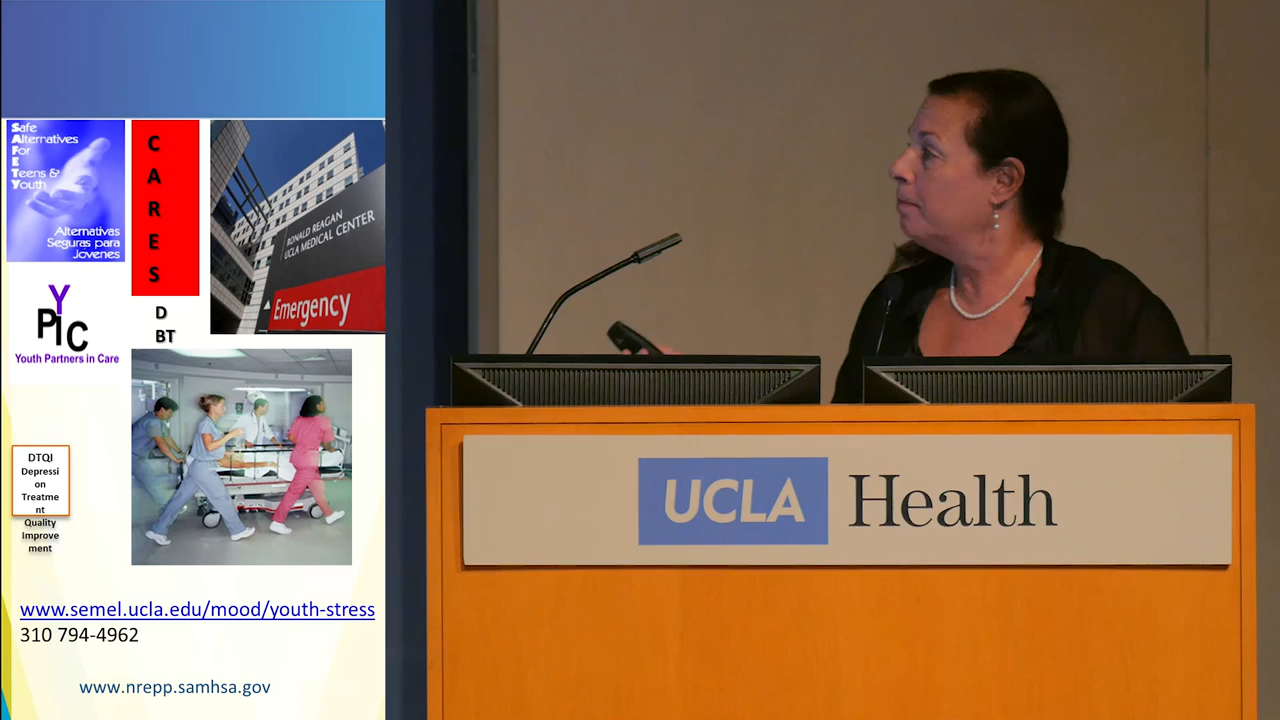 Safe
Alternatives
For
E
Teens &
Youth
Alternativas
Seguras para
Jovenes
C
A
R
E
S
D
BT
RONALD REAGAN
UCLA MEDICAL CENTER
Emergency
YPIC
Youth Partners in Care
DTQI
Depressi
on
Treatme
nt
Quality
Improve
ment
www.semel.ucla.edu/mood/youth-stress
310 794-4962
www.nrepp.samhsa.gov
UCLA Health